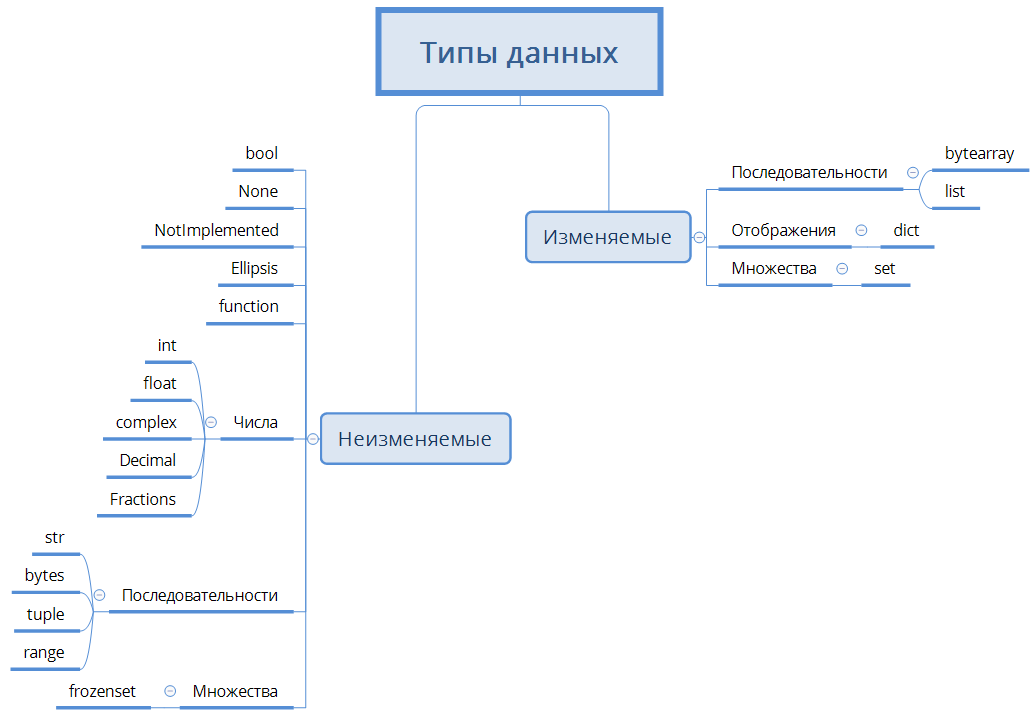 Типы данных
Изменяемые
Последовательности
bytearray
list
Отображения
dict
Множества
set
Неизменяемые
bool
None
NotImplemented
Ellipsis
function
Числа
int
float
complex
Decimal
Fractions
Последовательности
str
bytes
tuple
range
Множества
frozenset